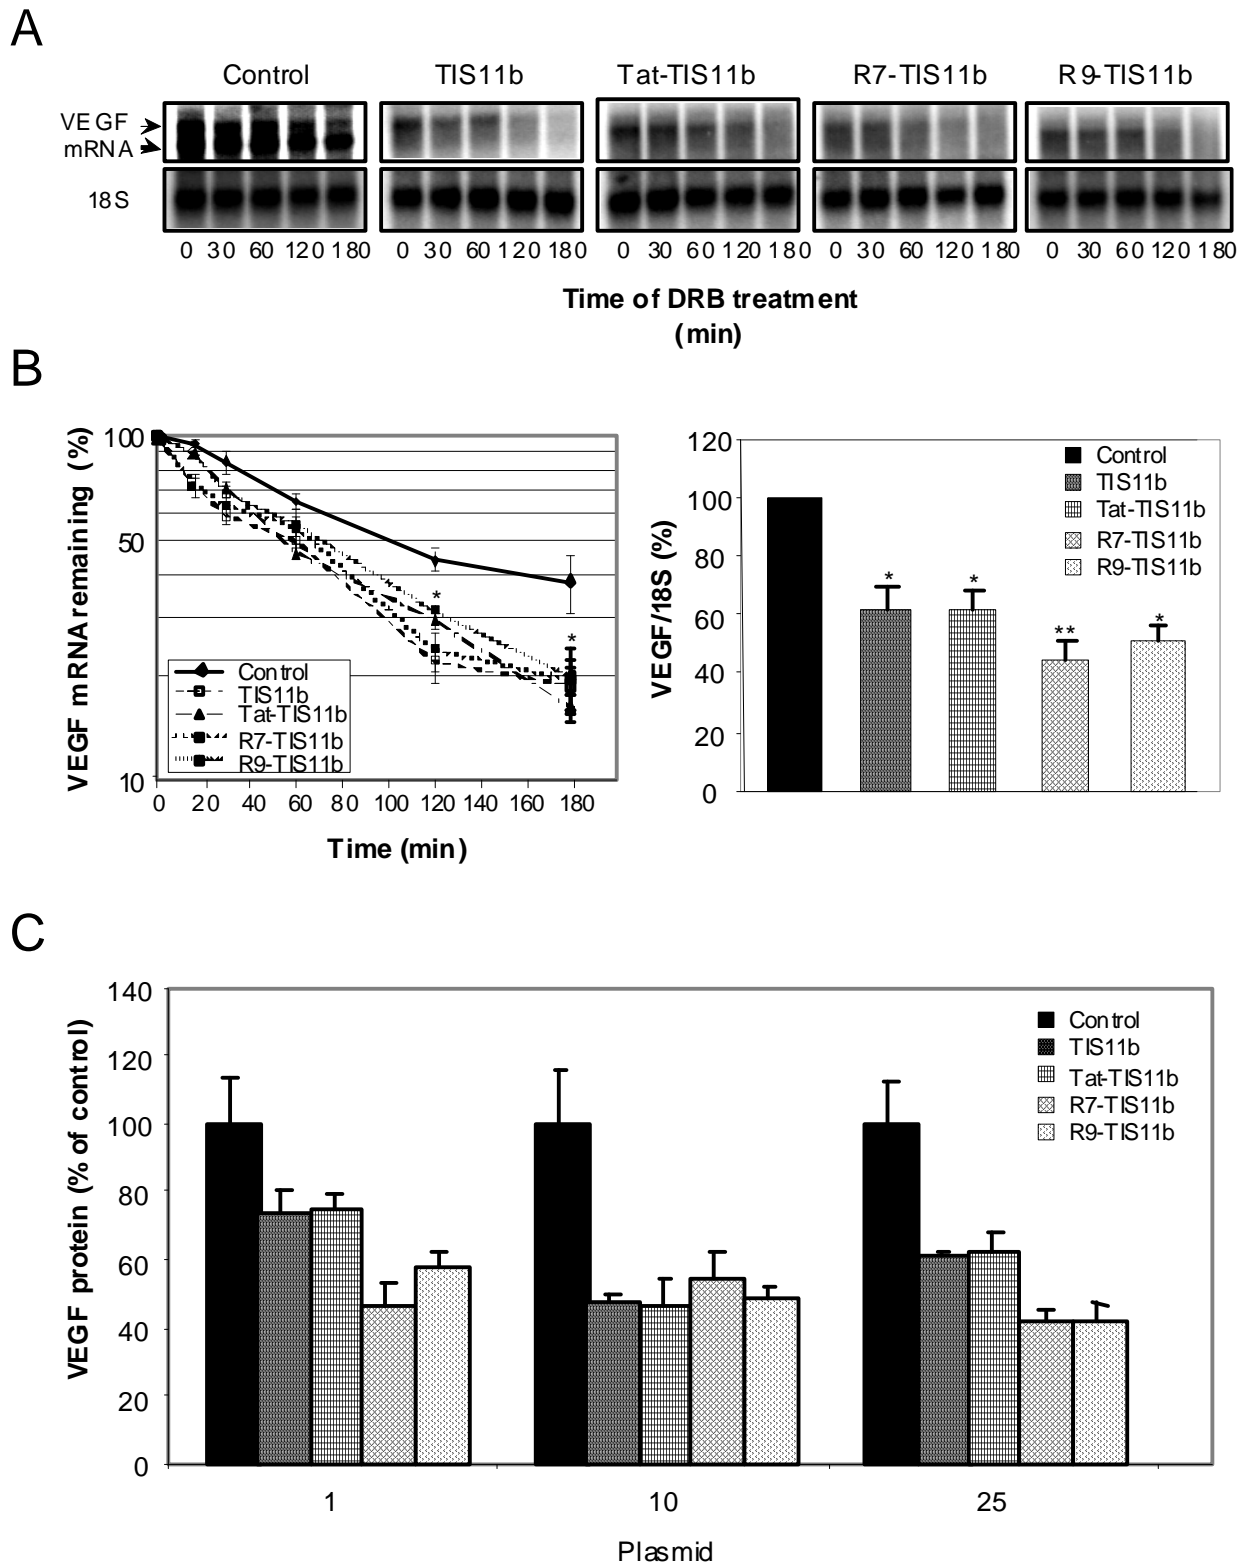 A
Control TIS11b Tat-TIS11b R7-TIS11b R9-TIS11b
VEGF
mRNA
18S
0 30 60 120 180 0 30 60 120 180 0 30 60 120 180 0 30 60 120 180 0 30 60 120 180
Time of DRB treatment
(min)
B
VEGF mRNA remaining (%)
100
50
10
*
*
Control
TIS11b
Tat-TIS11b
R7-TIS11b
R9-TIS11b
0 20 40 60 80 100 120 140 160 180
Time (min)
VEGF/18S (%)
120
100
80
60
40
20
0
* * ** *
Control
TIS11b
Tat-TIS11b
R7-TIS11b
R9-TIS11b
C
VEGF protein (% of control)
140
120
100
80
60
40
20
0
Control
TIS11b
Tat-TIS11b
R7-TIS11b
R9-TIS11b
1 10 25
Plasmid